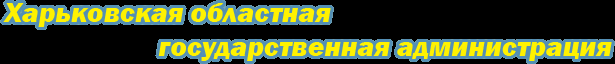 Харьковская областная
государственная администрация